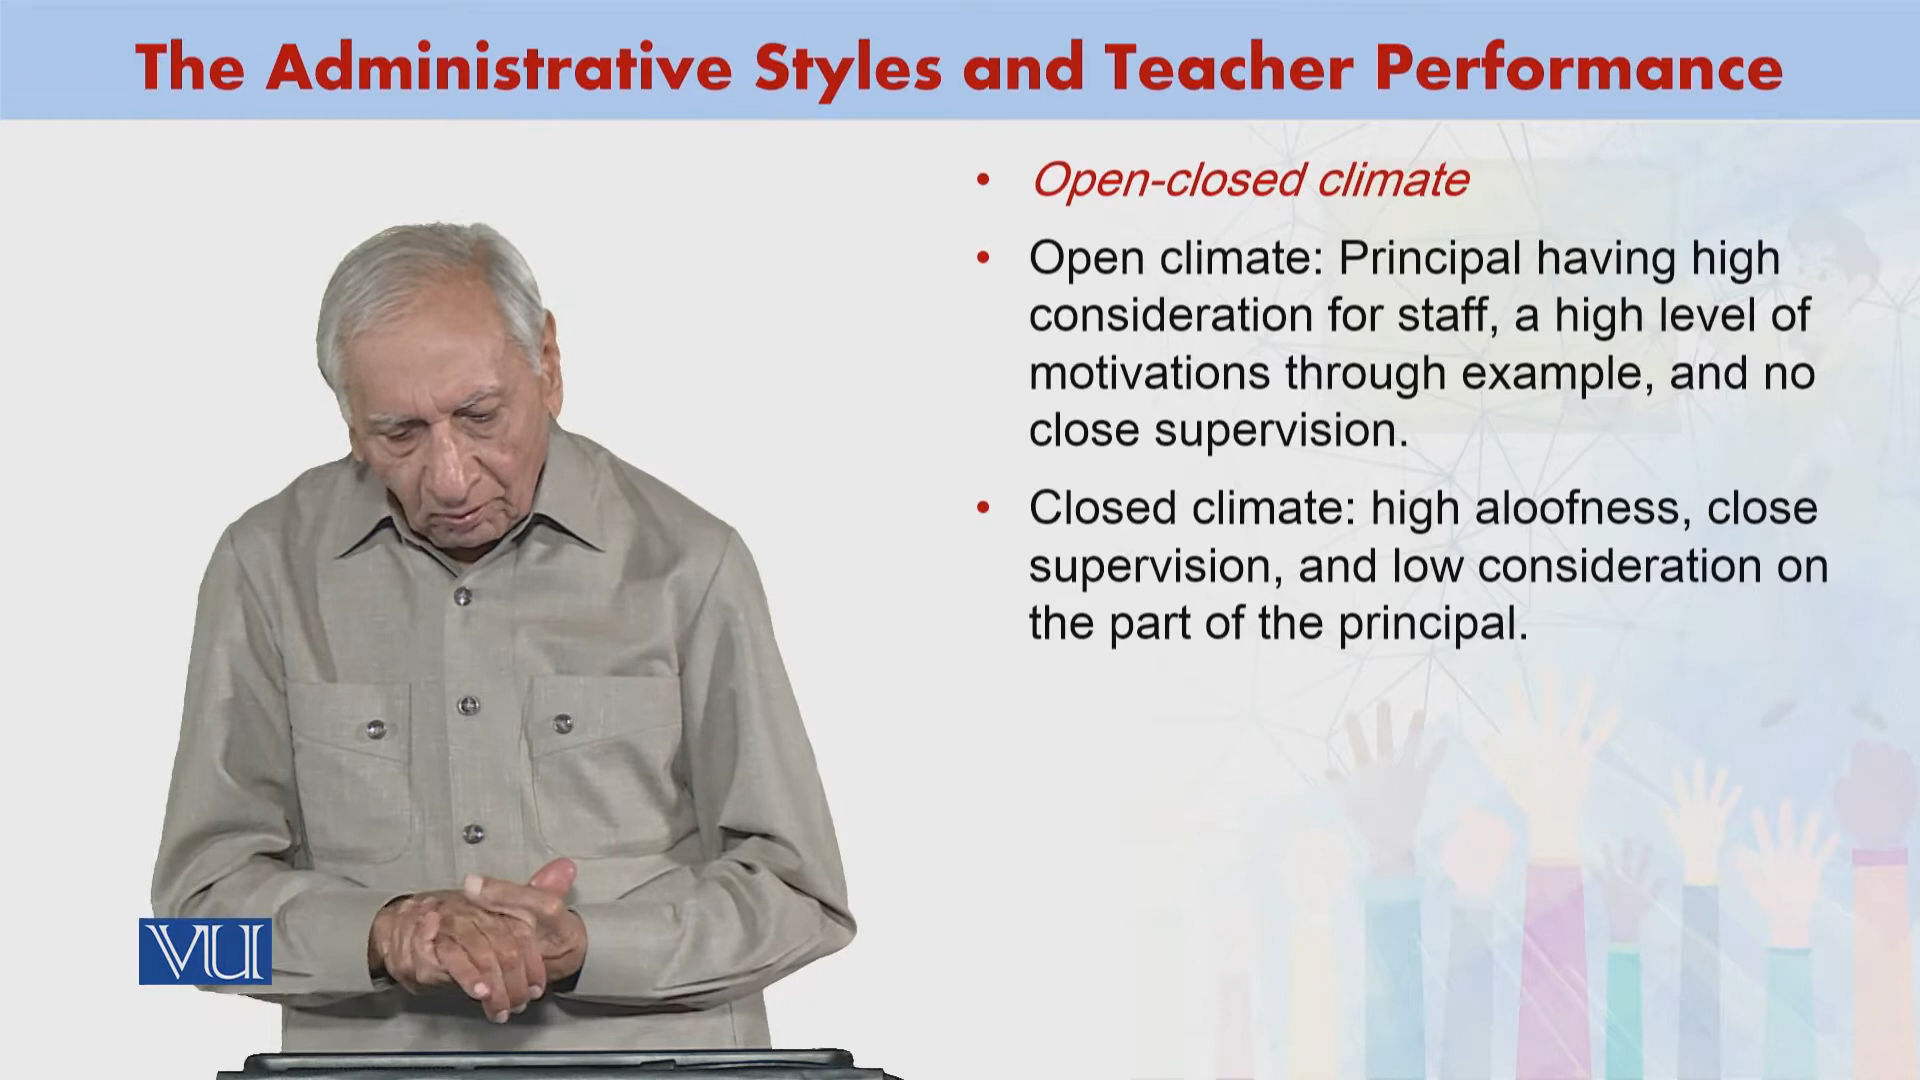 The Administrative Styles and Teacher Performance
• Open-closed climate
• Open climate: Principal having high
consideration for staff, a high level of
motivations through example, and no
close supervision.
• Closed climate: high aloofness, close
supervision, and low consideration on
the part of the principal.
VU